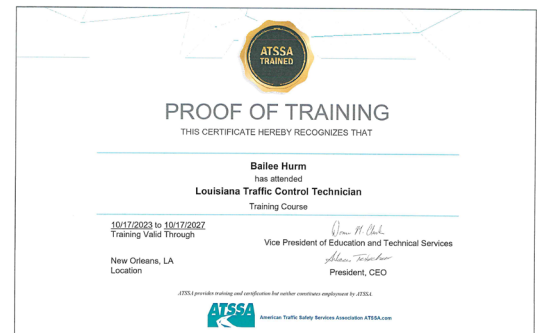 ATSSA
TRAINED
PROOF OF TRAINING
THIS CERTIFICATE HEREBY RECOGNIZES THAT
Bailee Hurm
has attended
Louisiana Traffic Control Technician
Training Course
10/17/2023 to 10/17/2027
Training Valid Through
Vice President of Education and Technical Services
New Orleans, LA
Location
President, CEO
ATSSA provides training and certification but neither constitutes employment by ATSSA.
ATSSA
American Traffic Safety Services Association ATSSA.com